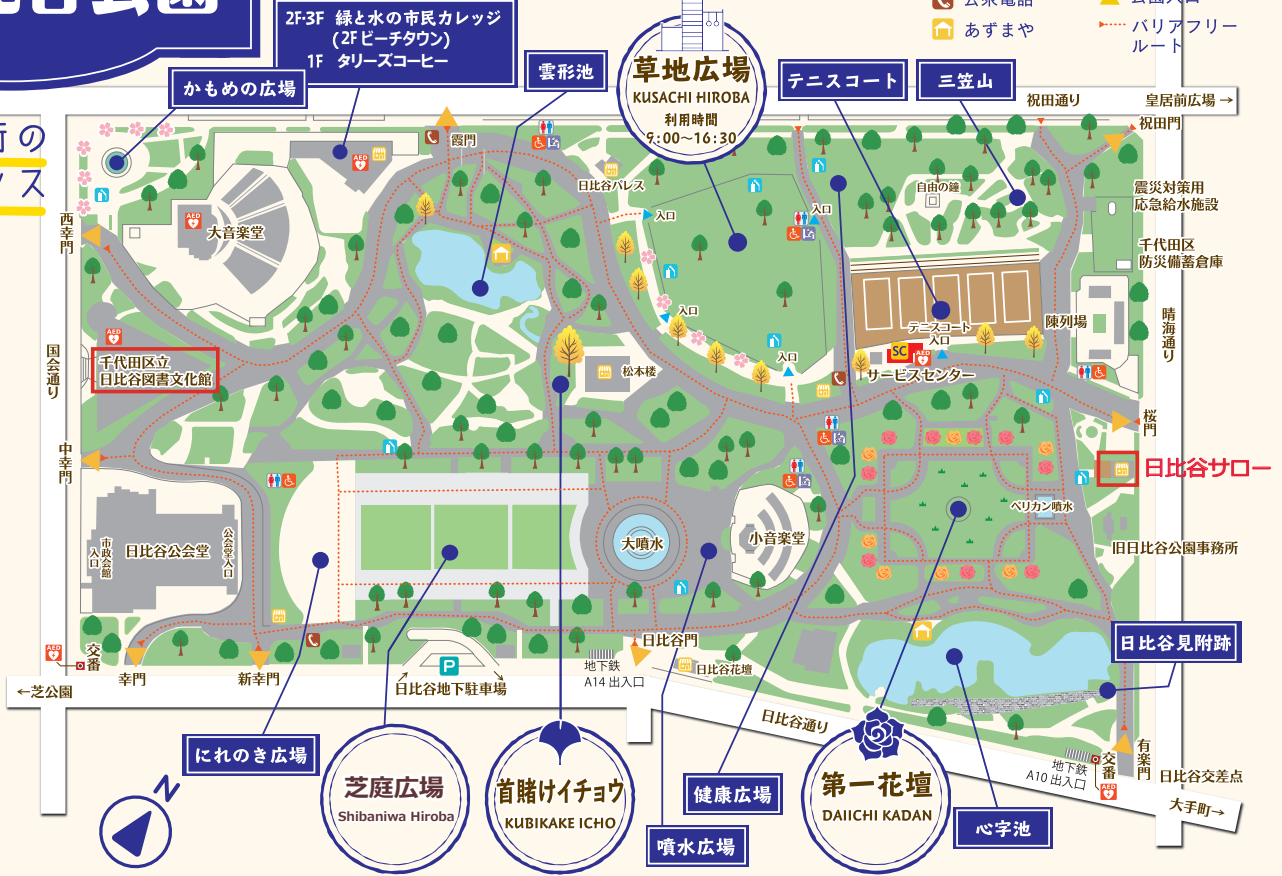 2F・3F 緑と水の市民カレッジ
(2F ビーチタウン)
1F タリーズコーヒー
あずまや
バリアフリー
ルート
かもめの広場
雲形池
草地広場
KUSACHI HIROBA
利用時間
9:00～16:30
テニスコート
三笠山
祝田通り
皇居前広場 →
祝田門
霞門
日比谷パレス
自由の鐘
震災対策用
応急給水施設
千代田区
防災備蓄倉庫
西幸門
AED
大音楽堂
AED
入口
入口
入口
入口
テニスコート
入口
陳列場
晴海通り
国会通り
AED
千代田区立
日比谷図書文化館
松本楼
SC
AED
サービスセンター
桜門
中幸門
日比谷サロー
ペリカン噴水
旧日比谷公園事務所
市政会館
入口
日比谷公会堂
公会堂入口
大噴水
小音楽堂
日比谷見附跡
AED
交番
幸門
新幸門
P
日比谷地下駐車場
地下鉄
A14 出入口
日比谷門
日比谷花壇
←芝公園
日比谷通り
地下鉄
A10 出入口
交番
AED
有楽門
日比谷交差点
大手町→
N
にれのき広場
芝庭広場
Shibaniwa Hiroba
首賭けイチョウ
KUBIKAKE ICHO
噴水広場
健康広場
第一花壇
DAIICHI KADAN
心字池